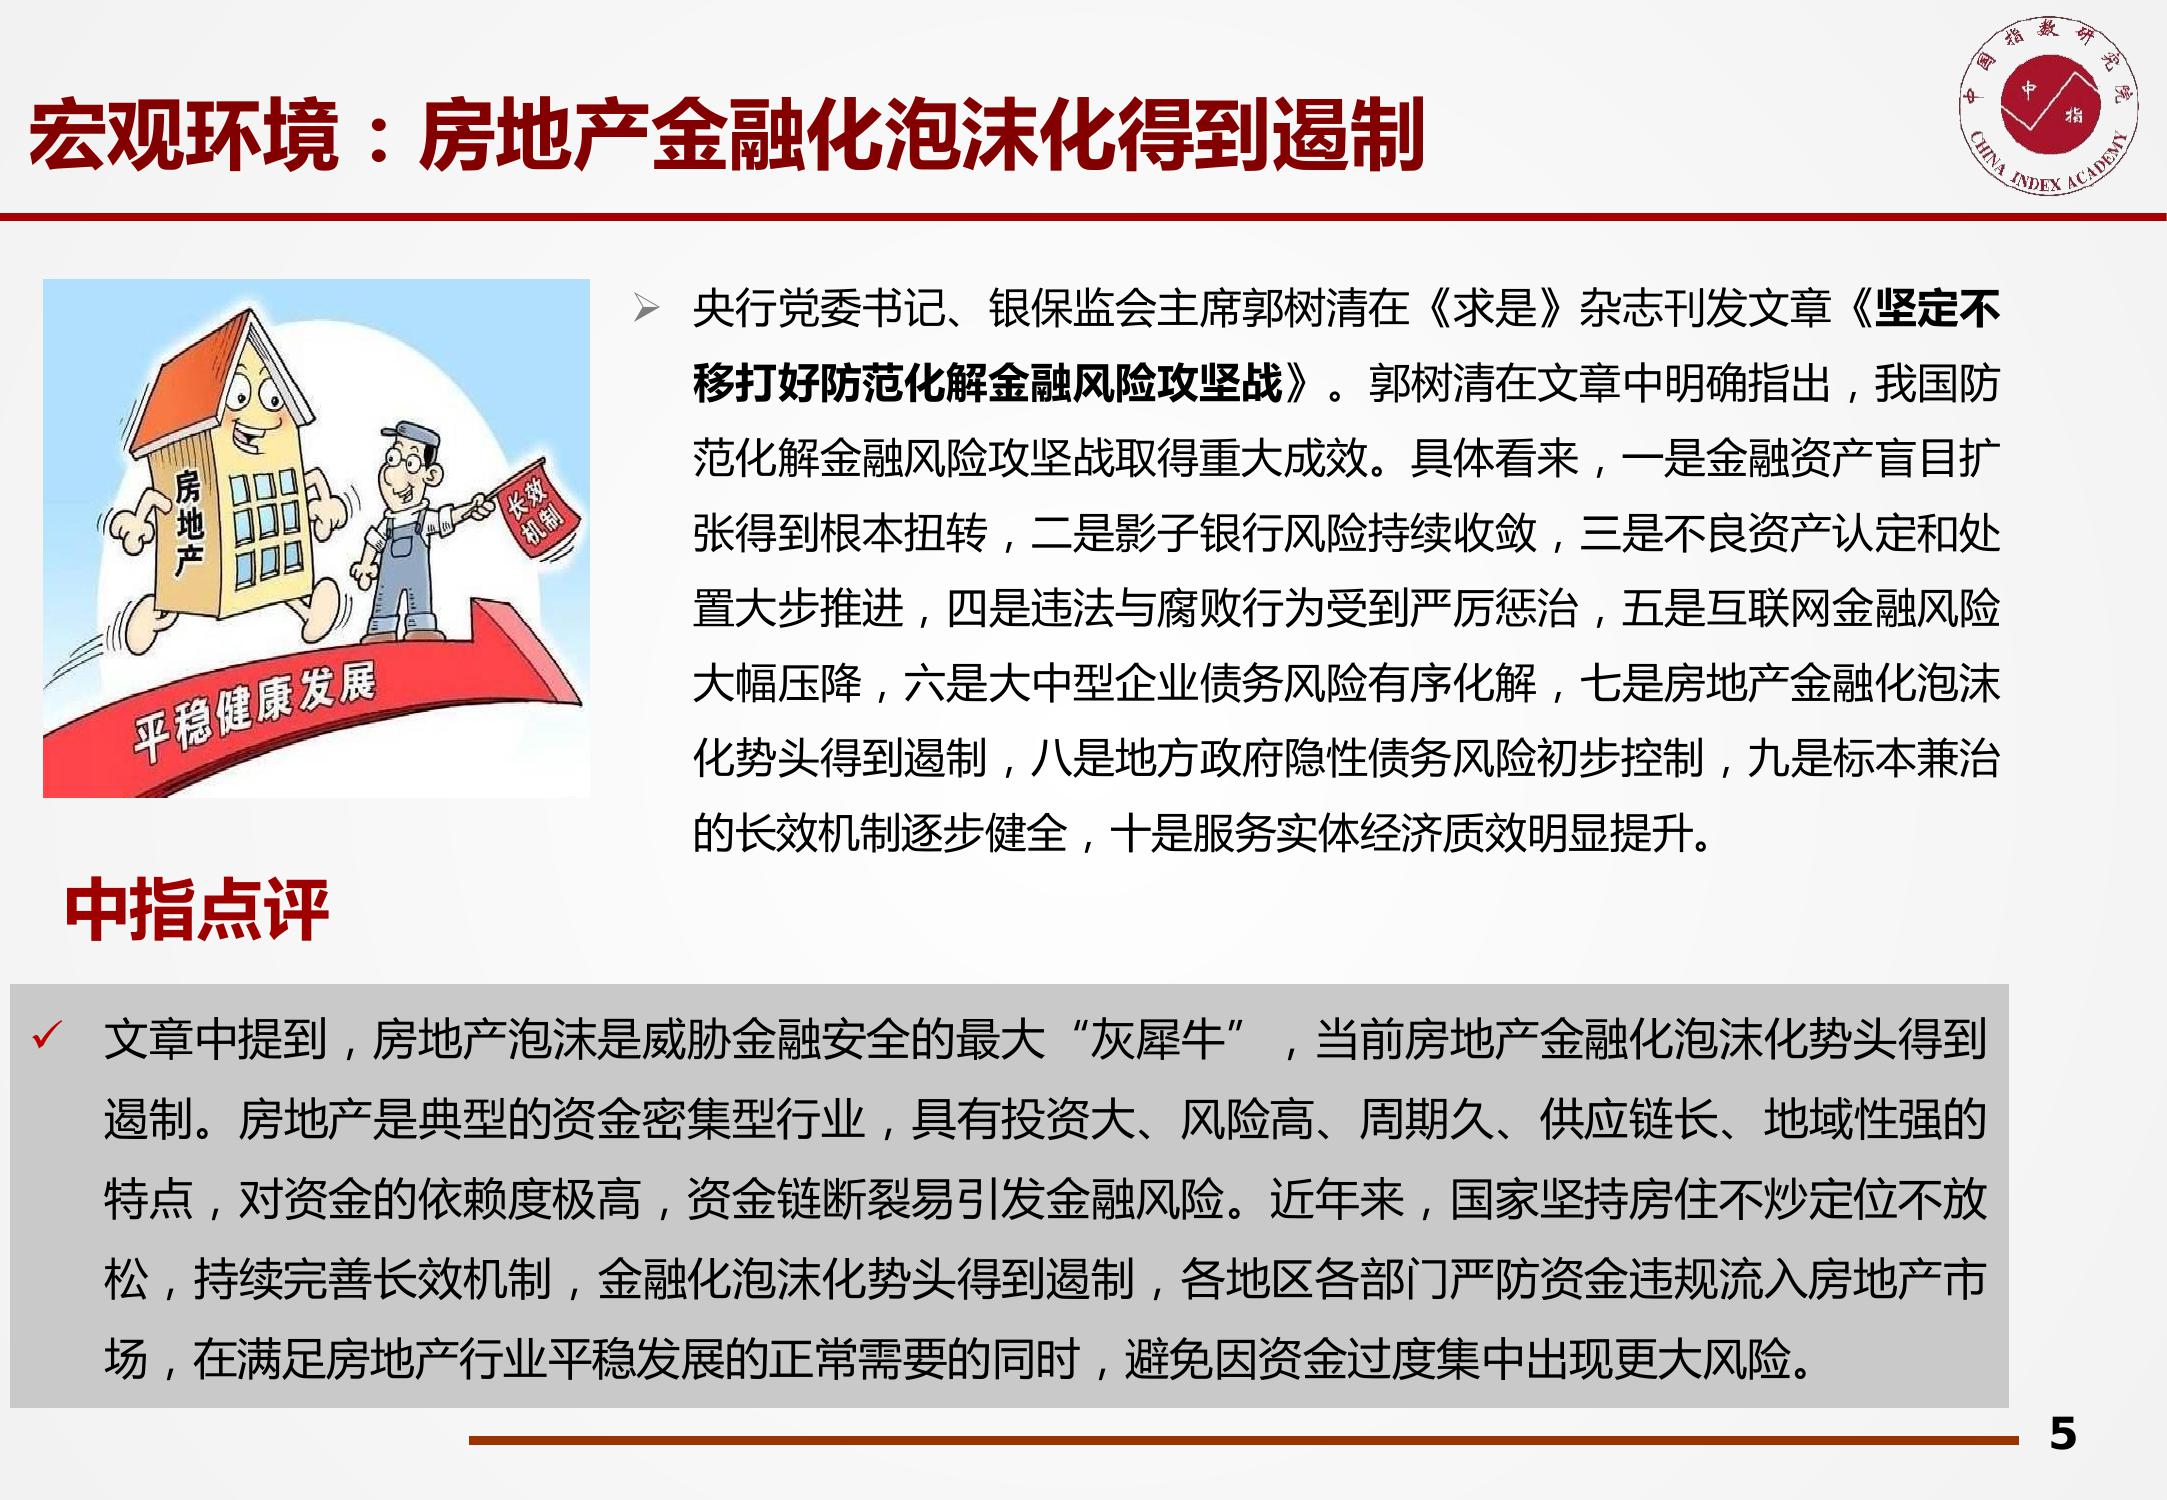 宏观环境：房地产金融化泡沫化得到遏制
中国指数研究院
中
指
CHINA INDEX ACADEMY
房地产
长效
机制
平稳健康发展
央行党委书记、银保监会主席郭树清在《求是》杂志刊发文章《坚定不
移打好防范化解金融风险攻坚战》。郭树清在文章中明确指出，我国防
范化解金融风险攻坚战取得重大成效。具体看来，一是金融资产盲目扩
张得到根本扭转，二是影子银行风险持续收敛，三是不良资产认定和处
置大步推进，四是违法与腐败行为受到严厉惩治，五是互联网金融风险
大幅压降，六是大中型企业债务风险有序化解，七是房地产金融化泡沫
化势头得到遏制，八是地方政府隐性债务风险初步控制，九是标本兼治
的长效机制逐步健全，十是服务实体经济质效明显提升。
中指点评
文章中提到，房地产泡沫是威胁金融安全的最大“灰犀牛”，当前房地产金融化泡沫化势头得到
遏制。房地产是典型的资金密集型行业，具有投资大、风险高、周期久、供应链长、地域性强的
特点，对资金的依赖度极高，资金链断裂易引发金融风险。近年来，国家坚持房住不炒定位不放
松，持续完善长效机制，金融化泡沫化势头得到遏制，各地区各部门严防资金违规流入房地产市
场，在满足房地产行业平稳发展的正常需要的同时，避免因资金过度集中出现更大风险。
5